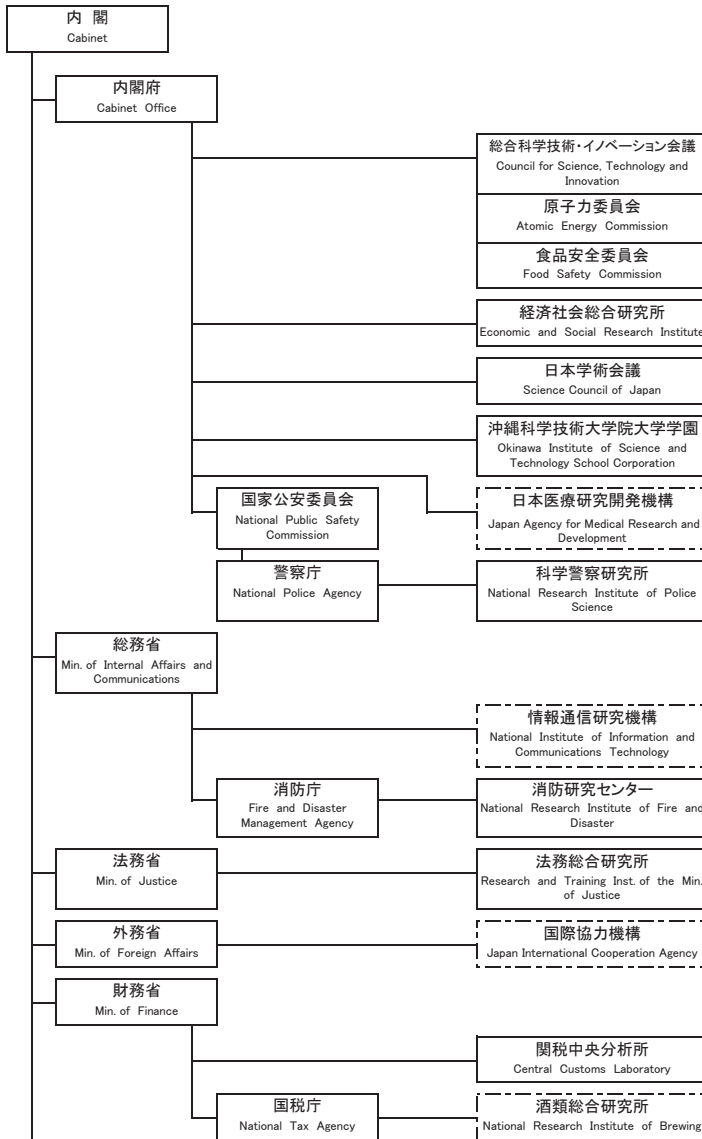 内 閣
Cabinet
内閣府
Cabinet Office
総合科学技術・イノベーション会議
Council for Science, Technology and
Innovation
原子力委員会
Atomic Energy Commission
食品安全委員会
Food Safety Commission
経済社会総合研究所
Economic and Social Research Institute
日本学術会議
Science Council of Japan
沖縄科学技術大学院大学学園
Okinawa Institute of Science and
Technology School Corporation
国家公安委員会
National Public Safety
Commission
日本医療研究開発機構
Japan Agency for Medical Research and
Development
警察庁
National Police Agency
科学警察研究所
National Research Institute of Police
Science
総務省
Min. of Internal Affairs and
Communications
情報通信研究機構
National Institute of Information and
Communications Technology
消防庁
Fire and Disaster
Management Agency
消防研究センター
National Research Institute of Fire and
Disaster
法務省
Min. of Justice
法務総合研究所
Research and Training Inst. of the Min.
of Justice
外務省
Min. of Foreign Affairs
国際協力機構
Japan International Cooperation Agency
財務省
Min. of Finance
関税中央分析所
Central Customs Laboratory
国税庁
National Tax Agency
酒類総合研究所
National Research Institute of Brewing